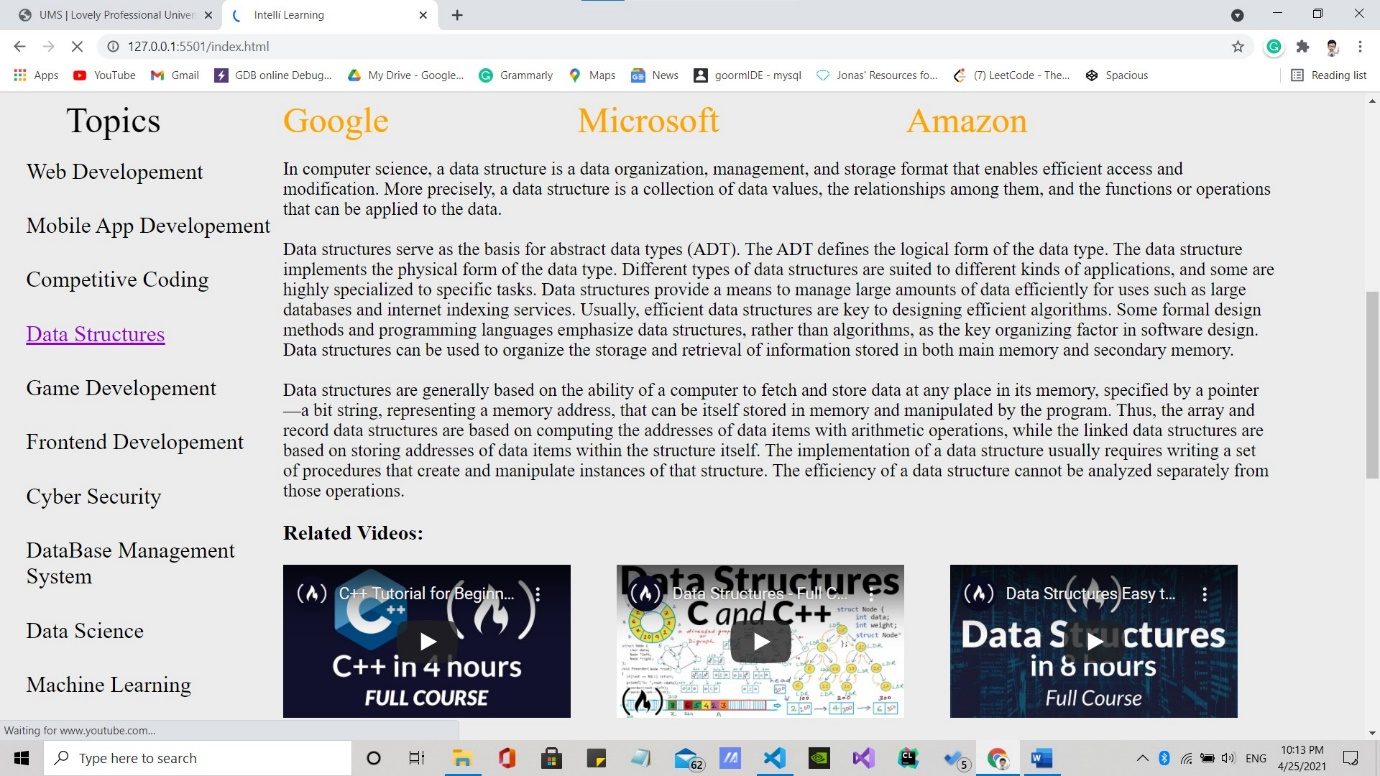 UMS | Lovely Professional Univer
Intellí Learning
127.0.0.1:5501/index.html
Apps
YouTube
Gmail
GDB online Debug...
My Drive - Google...
Grammarly
Maps
News
goormIDE - mysql
Jonas' Resources fo...
(7) LeetCode - The...
Spacious
Reading list
Topics
Web Developement
Mobile App Developement
Competitive Coding
Data Structures
Game Developement
Frontend Developement
Cyber Security
DataBase Management
System
Data Science
Machine Learning
Google
Microsoft
Amazon
In computer science, a data structure is a data organization, management, and storage format that enables efficient access and
modification. More precisely, a data structure is a collection of data values, the relationships among them, and the functions or operations
that can be applied to the data.
Data structures serve as the basis for abstract data types (ADT). The ADT defines the logical form of the data type. The data structure
implements the physical form of the data type. Different types of data structures are suited to different kinds of applications, and some are
highly specialized to specific tasks. Data structures provide a means to manage large amounts of data efficiently for uses such as large
databases and internet indexing services. Usually, efficient data structures are key to designing efficient algorithms. Some formal design
methods and programming languages emphasize data structures, rather than algorithms, as the key organizing factor in software design.
Data structures can be used to organize the storage and retrieval of information stored in both main memory and secondary memory.
Data structures are generally based on the ability of a computer to fetch and store data at any place in its memory, specified by a pointer
—a bit string, representing a memory address, that can be itself stored in memory and manipulated by the program. Thus, the array and
record data structures are based on computing the addresses of data items with arithmetic operations, while the linked data structures are
based on storing addresses of data items within the structure itself. The implementation of a data structure usually requires writing a set
of procedures that create and manipulate instances of that structure. The efficiency of a data structure cannot be analyzed separately from
those operations.
Related Videos:
C++ Tutorial for Beginn...
C++
C++ in 4 hours
FULL COURSE
Data Structures
Data Structures - Full C...
C and C++
struct Node {
int data;
int weight;
struct Node
head
Data Structures Easy t...
Data Structures
in 8 hours
Full Course
Waiting for www.youtube.com...
Type here to search
62
5
ENG
10:13 PM
4/25/2021